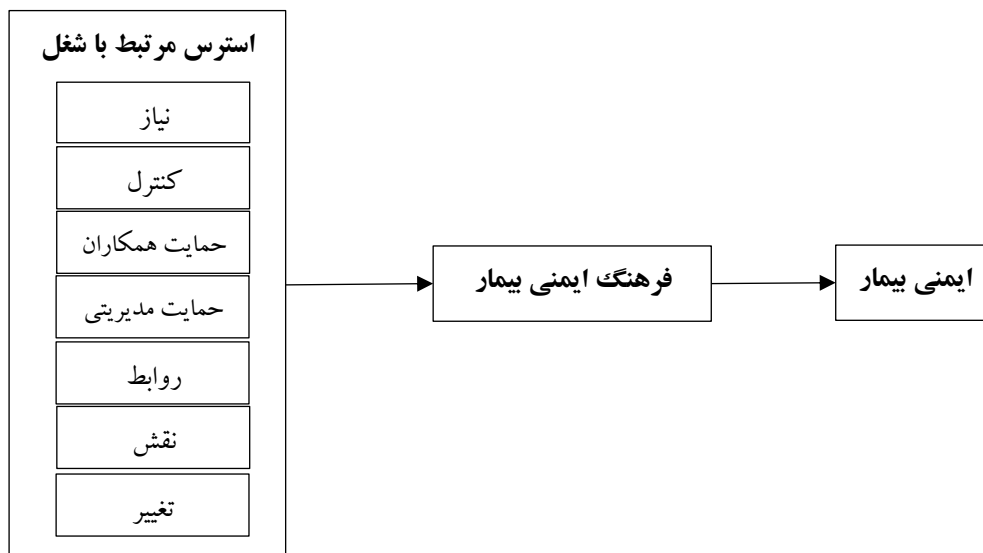 استرس مرتبط با شغل
نیاز
کنترل
حمایت همکاران
حمایت مدیریتی
روابط
نقش
تغییر
فرهنگ ایمنی بیمار
ایمنی بیمار